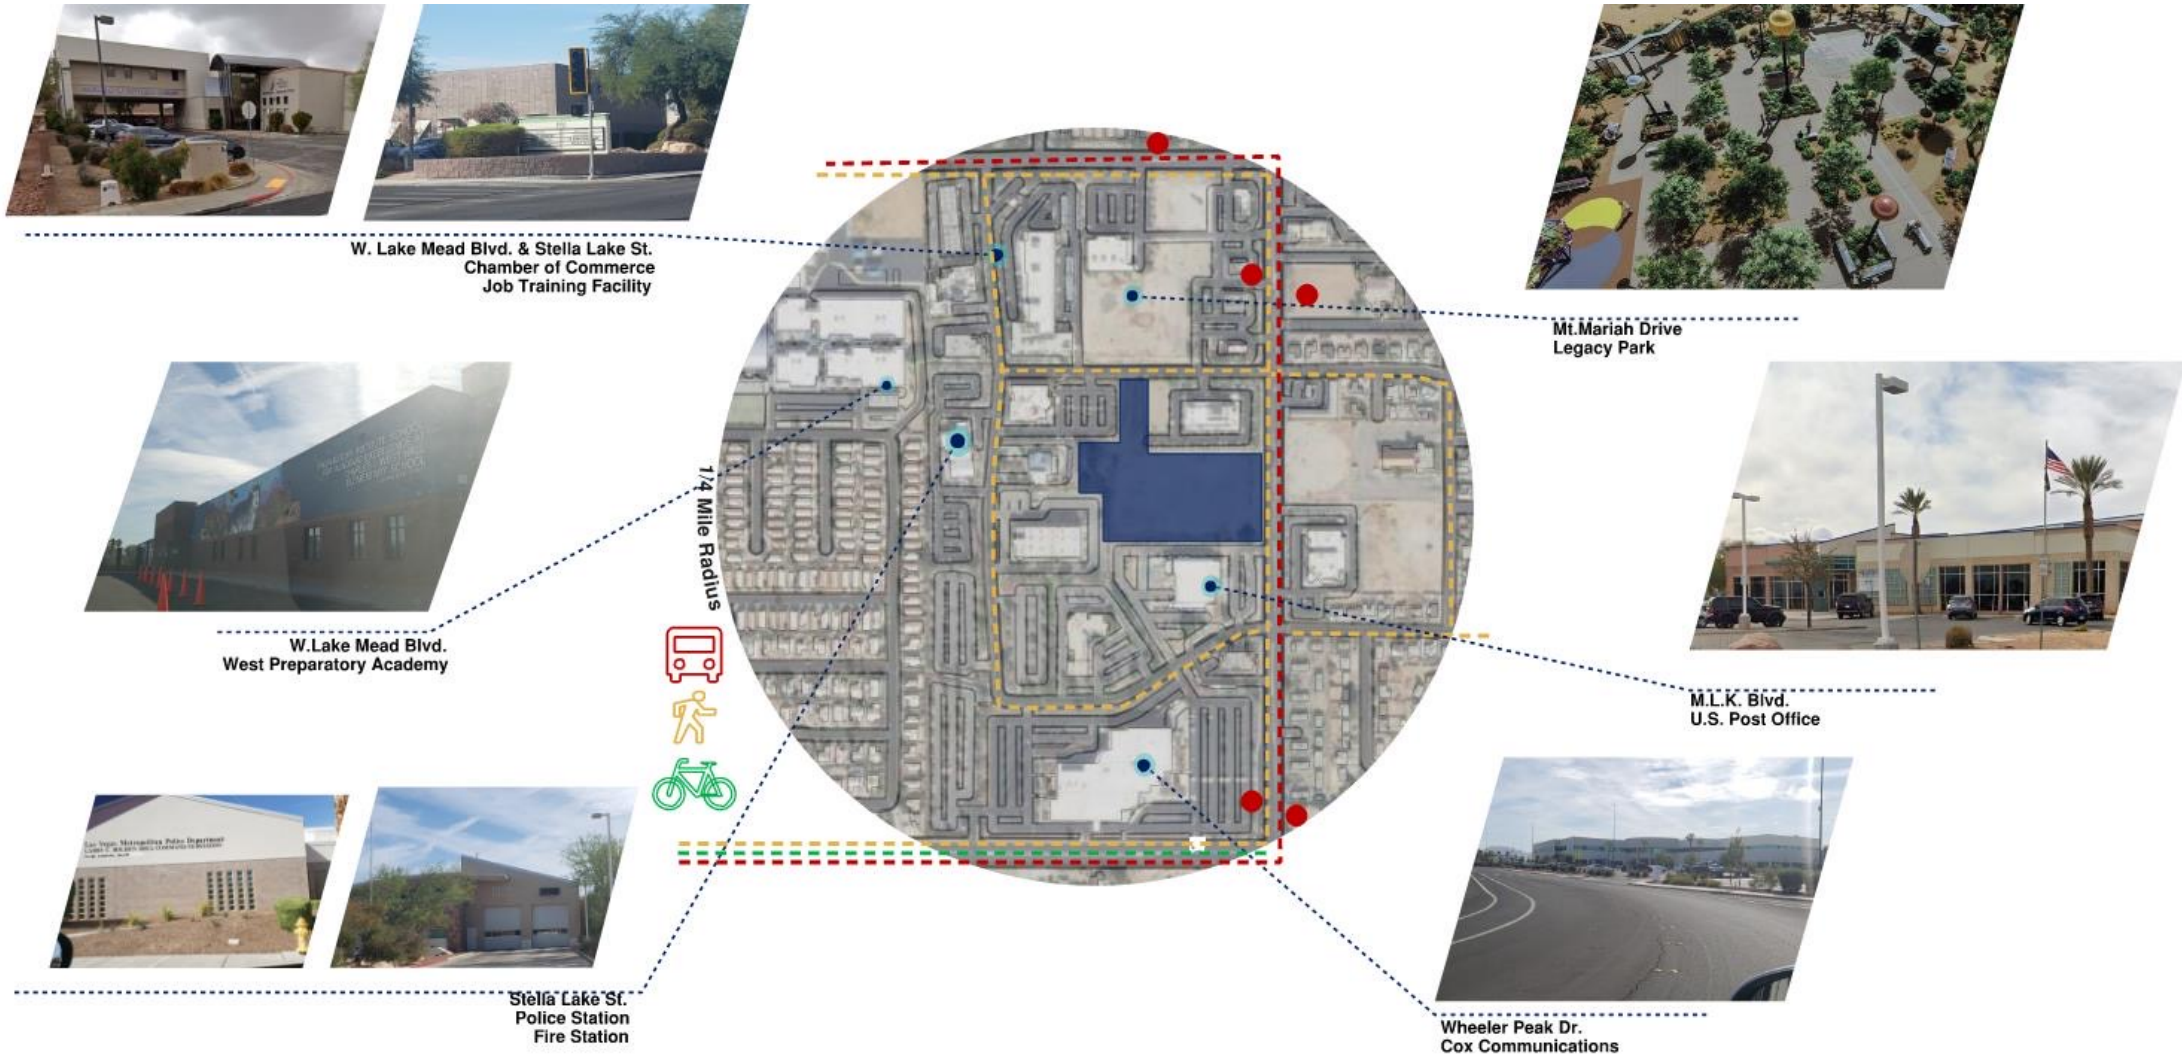 W. Lake Mead Blvd. & Stella Lake St.
Chamber of Commerce
Job Training Facility
Mt.Mariah Drive
Legacy Park
1/4 Mile Radius
W.Lake Mead Blvd.
West Preparatory Academy
M.L.K. Blvd.
U.S. Post Office
Las Vegas Metropolitan Police Department
Stella Lake St.
Police Station
Fire Station
Wheeler Peak Dr.
Cox Communications